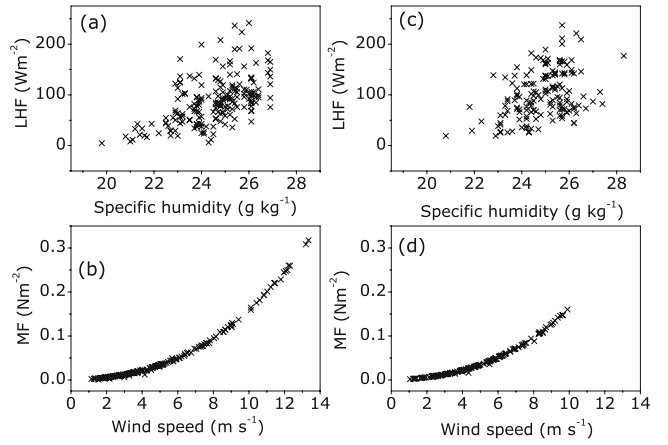 (a)
(c)
LHF (Wm⁻²)
200
100
0
LHF (Wm⁻²)
200
100
0
20 22 24 26 28
20 22 24 26 28
Specific humidity (g kg⁻¹)
Specific humidity (g kg⁻¹)
(b)
(d)
MF (Nm⁻²)
0.3
0.2
0.1
0.0
MF (Nm⁻²)
0.3
0.2
0.1
0.0
0 2 4 6 8 10 12 14
0 2 4 6 8 10 12 14
Wind speed (m s⁻¹)
Wind speed (m s⁻¹)